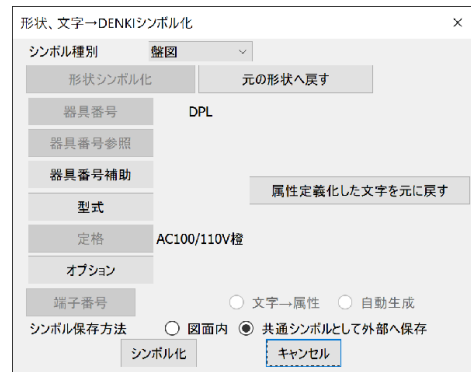 形状、文字→DENKIシンボル化
シンボル種別 盤図
形状シンボル化 元の形状へ戻す
器具番号 DPL
器具番号参照
器具番号補助
属性定義化した文字を元に戻す
型式
定格 AC100/110V橙
オプション
端子番号 文字→属性 自動生成
シンボル保存方法 図面内 共通シンボルとして外部へ保存
シンボル化 キャンセル